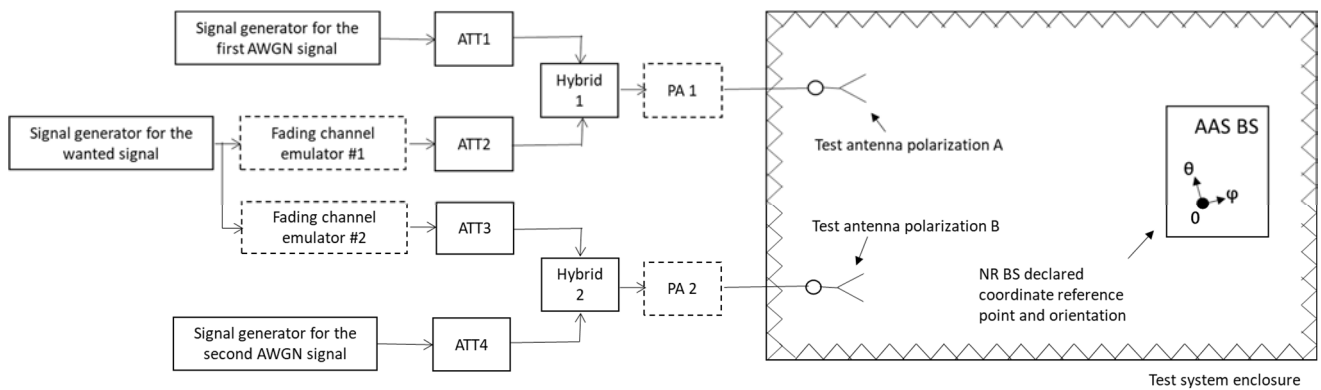 Signal generator for
the first AWGN signal
ATT1
Hybrid
1
PA 1
Signal generator for the
wanted signal
Fading channel
emulator #1
ATT2
Fading channel
emulator #2
ATT3
Hybrid
2
PA 2
Signal generator for the
second AWGN signal
ATT4
Test antenna polarization A
Test antenna polarization B
AAS BS
θ
φ
0
NR BS declared
coordinate reference
point and orientation
Test system enclosure